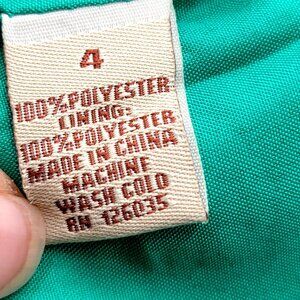 4
100%POLYESTER
LINING:
100%POLYESTER
MADE IN CHINA
MACHINE
WASH COLD
RN 126035